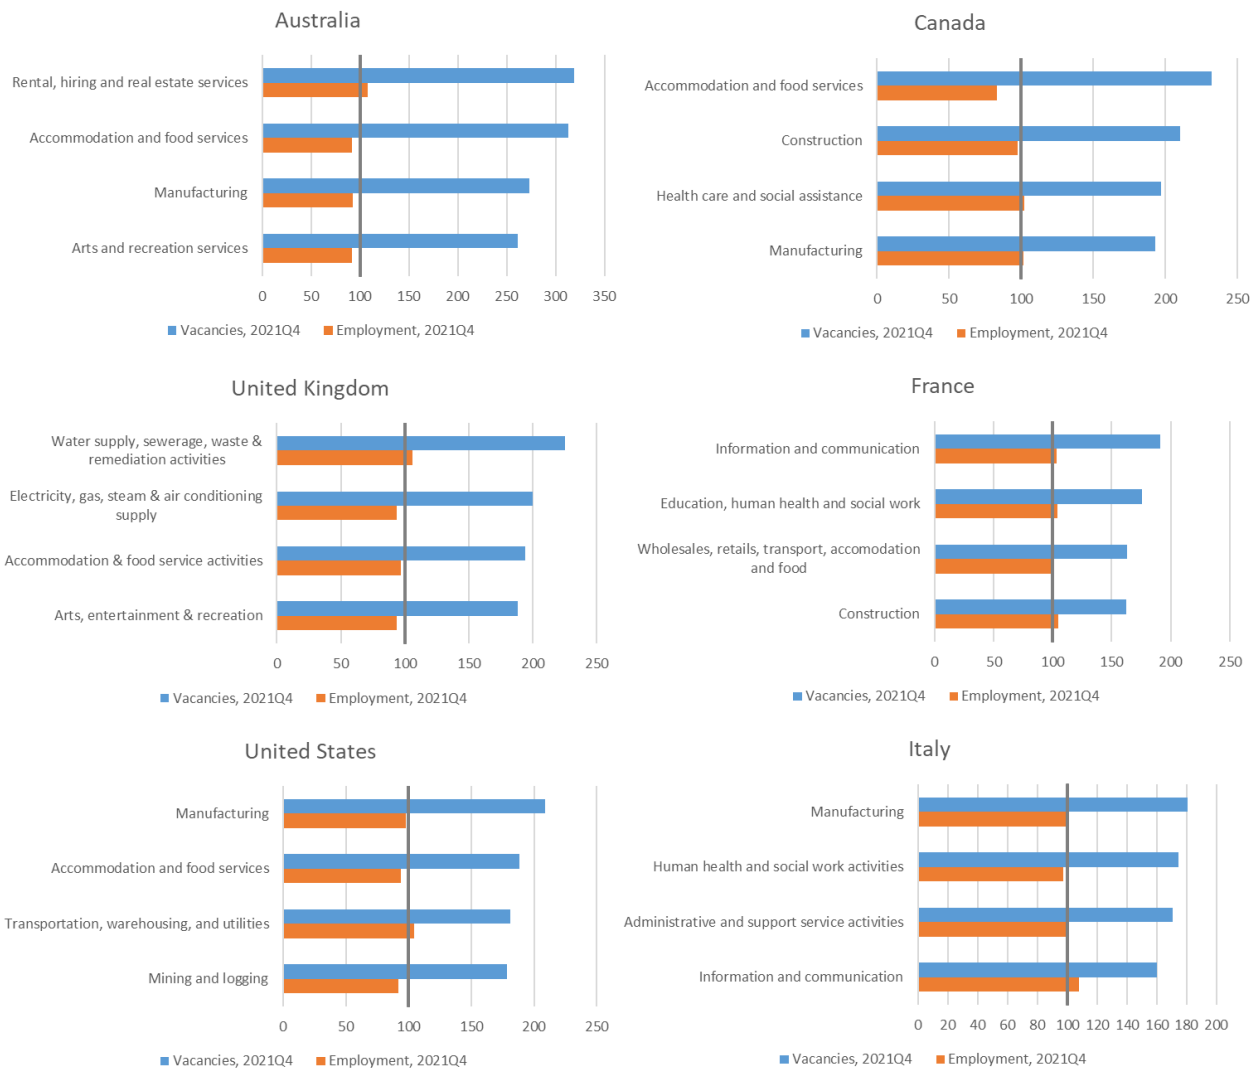 Australia
Rental, hiring and real estate services
Accommodation and food services
Manufacturing
Arts and recreation services
0 50 100 150 200 250 300 350
Vacancies, 2021Q4 Employment, 2021Q4
Canada
Accommodation and food services
Construction
Health care and social assistance
Manufacturing
0 50 100 150 200 250
Vacancies, 2021Q4 Employment, 2021Q4
United Kingdom
Water supply, sewerage, waste &
remediation activities
Electricity, gas, steam & air conditioning
supply
Accommodation & food service activities
Arts, entertainment & recreation
0 50 100 150 200 250
Vacancies, 2021Q4 Employment, 2021Q4
France
Information and communication
Education, human health and social work
Wholesales, retails, transport, accomodation
and food
Construction
0 50 100 150 200 250
Vacancies, 2021Q4 Employment, 2021Q4
United States
Manufacturing
Accommodation and food services
Transportation, warehousing, and utilities
Mining and logging
0 50 100 150 200 250
Vacancies, 2021Q4 Employment, 2021Q4
Italy
Manufacturing
Human health and social work activities
Administrative and support service activities
Information and communication
0 20 40 60 80 100 120 140 160 180 200
Vacancies, 2021Q4 Employment, 2021Q4